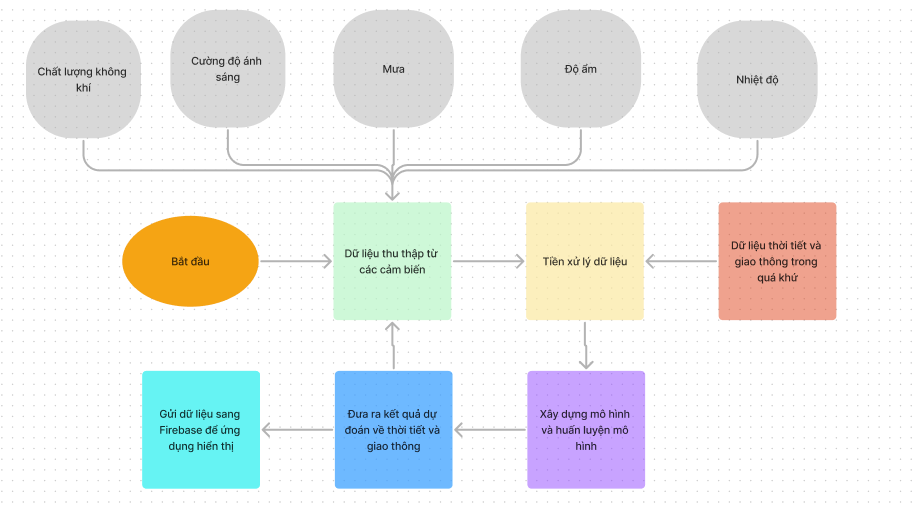 Chất lượng không
khí
Cường độ ánh
sáng
Mưa
Độ ẩm
Nhiệt độ
Bắt đầu
Dữ liệu thu thập từ
các cảm biến
Tiền xử lý dữ liệu
Dữ liệu thời tiết và
giao thông trong
quá khứ
Gửi dữ liệu sang
Firebase để ứng
dụng hiển thị
Đưa ra kết quả dự
đoán về thời tiết và
giao thông
Xây dựng mô hình
và huấn luyện mô
hình